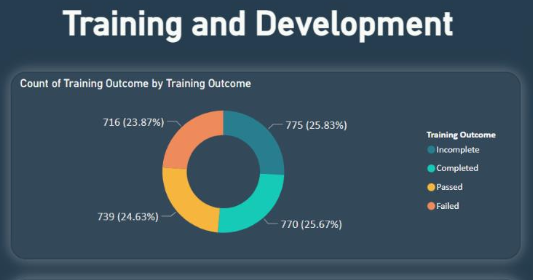 Training and Development
Count of Training Outcome by Training Outcome
716 (23.87%)
775 (25.83%)
Training Outcome
Incomplete
Completed
Passed
Failed
739 (24.63%)
770 (25.67%)